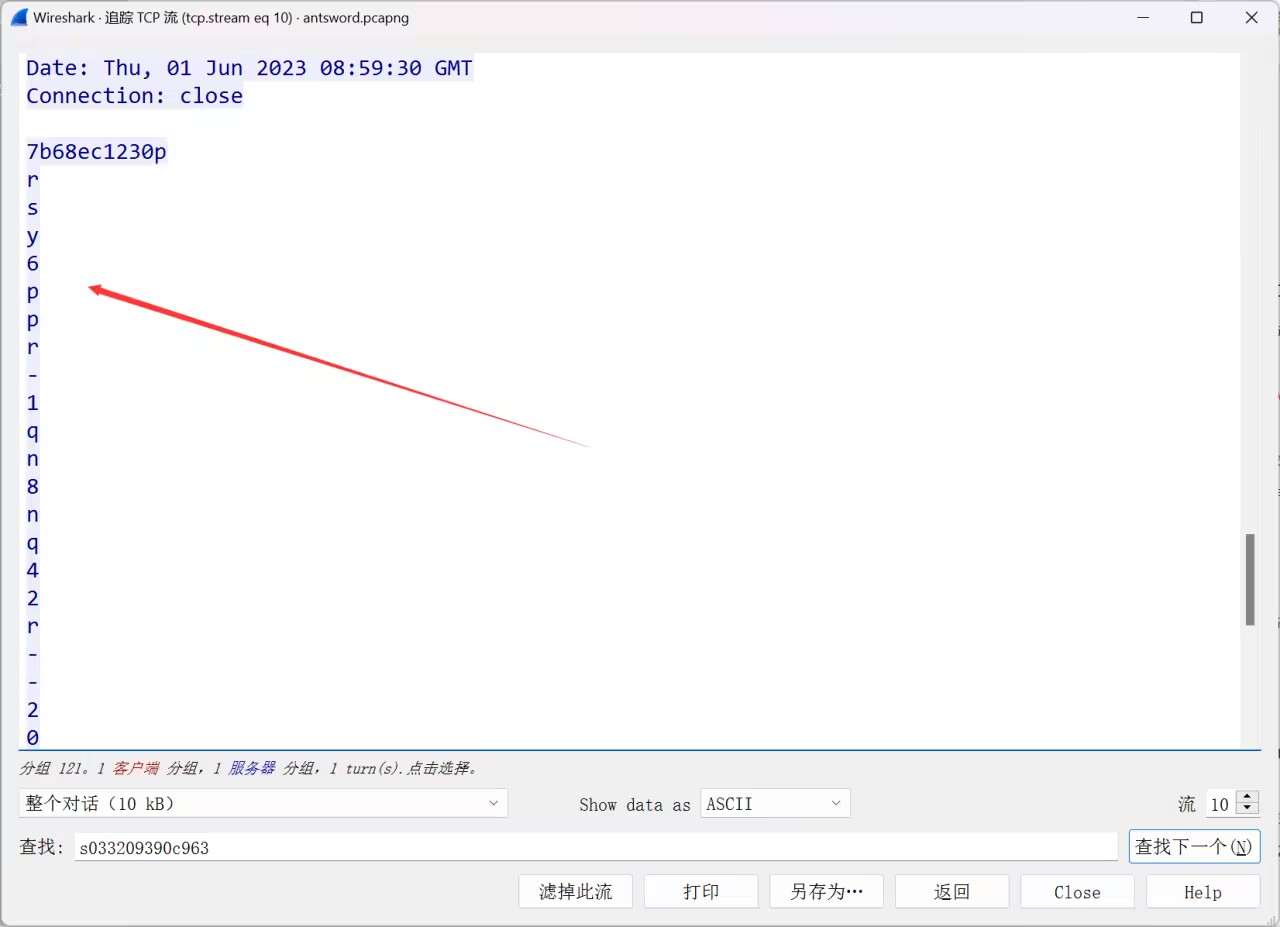 Wireshark · 追踪 TCP 流 (tcp.stream eq 10) · antsword.pcapng
Date: Thu, 01 Jun 2023 08:59:30 GMT
Connection: close
7b68ec1230p
r
s
y
6
p
p
r
-
1
q
n
8
n
q
4
2
r
-
-
2
0
分组 121。1 客户端 分组, 1 服务器 分组, 1 turn(s).点击选择。
整个对话 (10 kB) Show data as ASCII 流 10
查找: s033209390c963 查找下一个(N)
滤掉此流 打印 另存为… 返回 Close Help